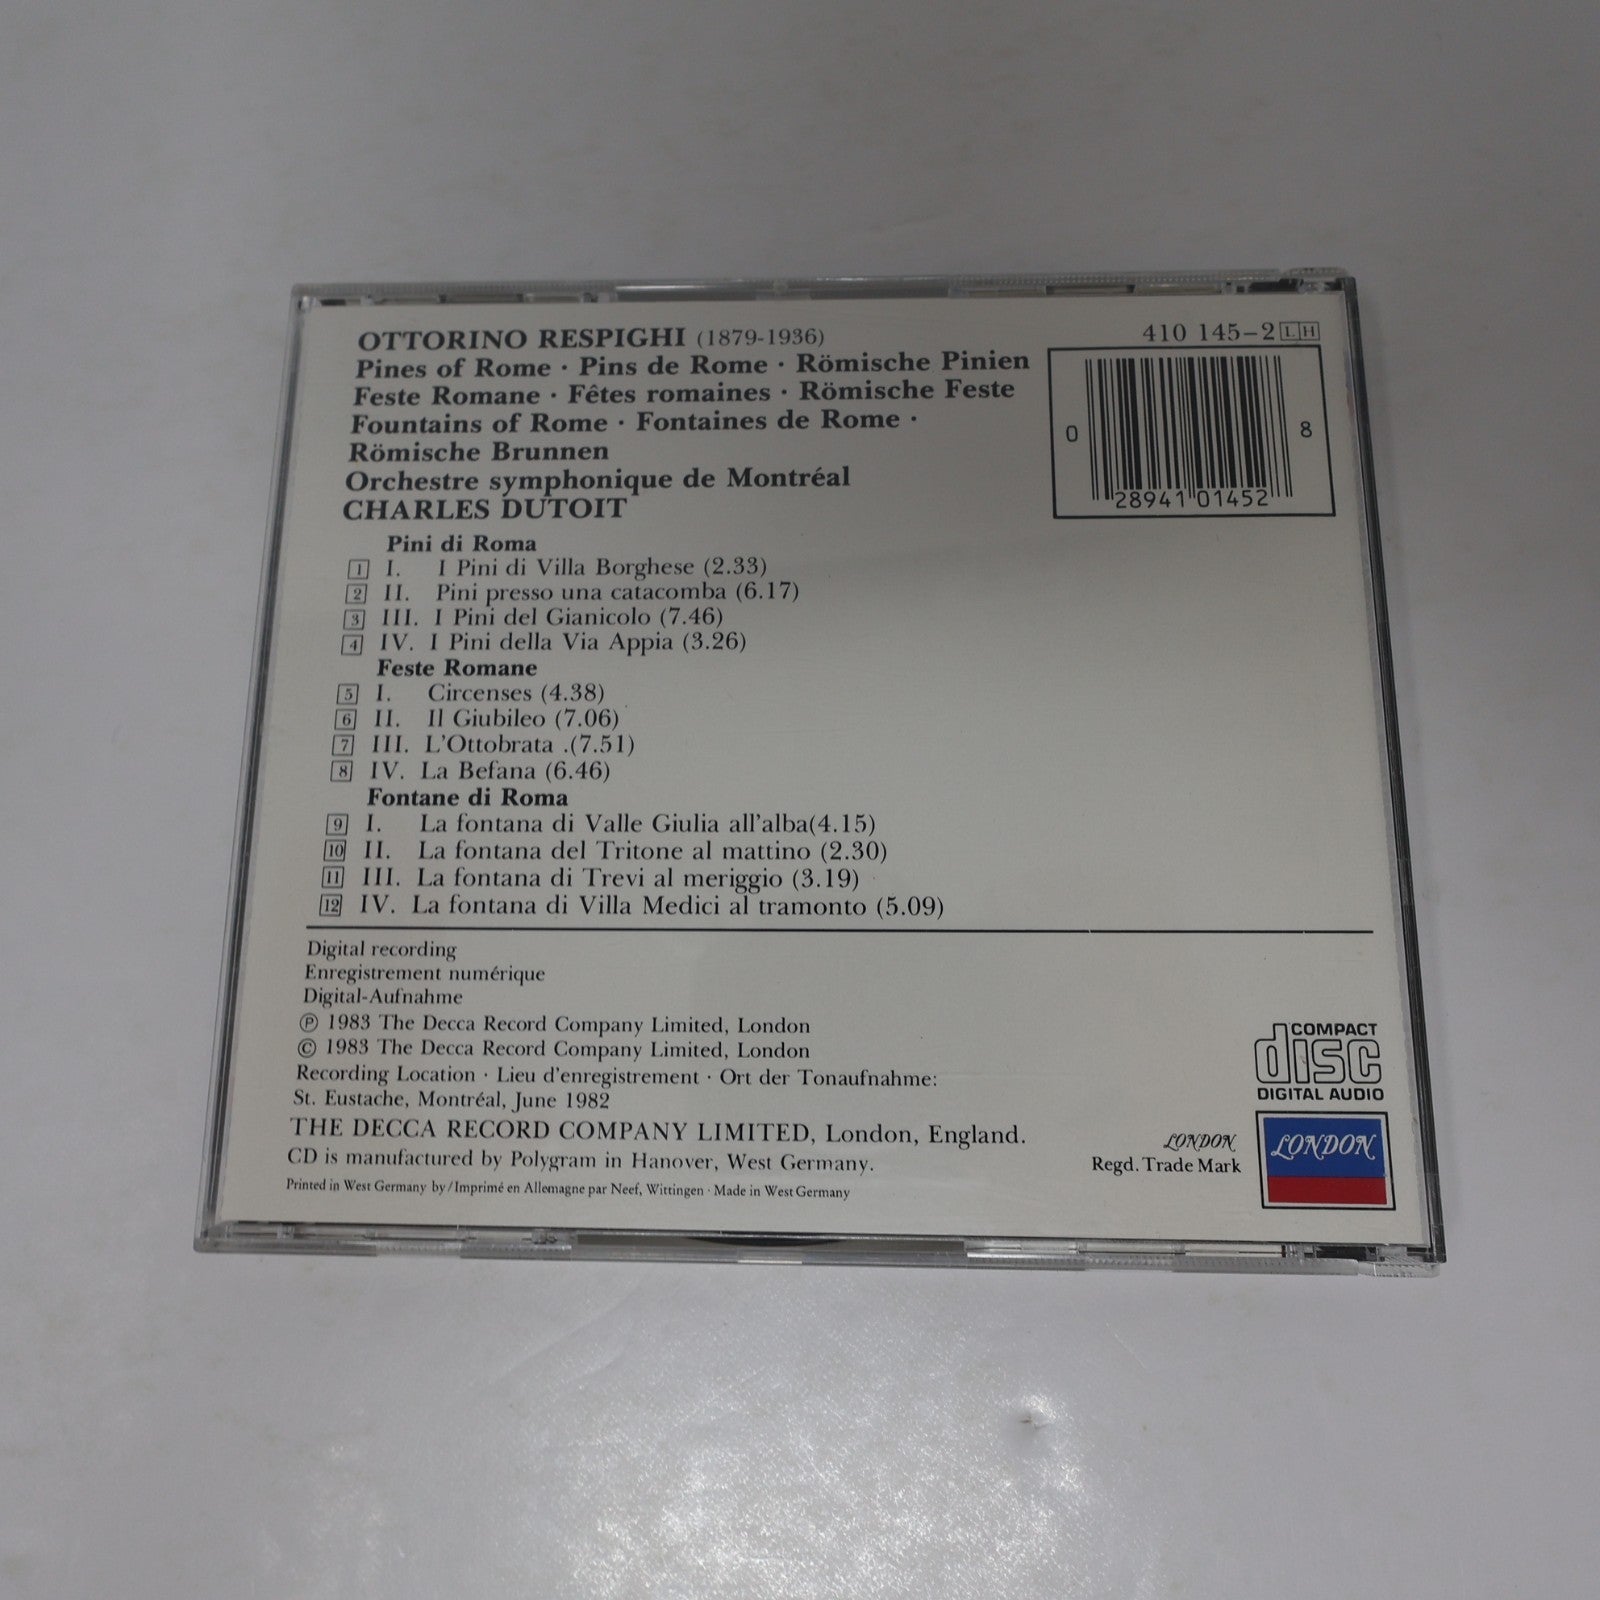 OTTORINO RESPIGHI (1879-1936)
410 145-2 LH
Pines of Rome · Pins de Rome · Römische Pinien
Feste Romane · Fêtes romaines · Römische Feste
Fountains of Rome · Fontaines de Rome ·
Römische Brunnen
Orchestre symphonique de Montréal
CHARLES DUTOIT
0 28941 01452 8
Pini di Roma
1 I. I Pini di Villa Borghese (2.33)
2 II. Pini presso una catacomba (6.17)
3 III. I Pini del Gianicolo (7.46)
4 IV. I Pini della Via Appia (3.26)
Feste Romane
5 I. Circenses (4.38)
6 II. Il Giubileo (7.06)
7 III. L'Ottobrata .(7.51)
8 IV. La Befana (6.46)
Fontane di Roma
9 I. La fontana di Valle Giulia all'alba(4.15)
10 II. La fontana del Tritone al mattino (2.30)
11 III. La fontana di Trevi al meriggio (3.19)
12 IV. La fontana di Villa Medici al tramonto (5.09)
Digital recording
Enregistrement numérique
Digital-Aufnahme
℗ 1983 The Decca Record Company Limited, London
© 1983 The Decca Record Company Limited, London
Recording Location · Lieu d'enregistrement · Ort der Tonaufnahme:
St. Eustache, Montréal, June 1982
THE DECCA RECORD COMPANY LIMITED, London, England.
CD is manufactured by Polygram in Hanover, West Germany.
Printed in West Germany by/Imprimé en Allemagne par Neef, Wittingen · Made in West Germany
COMPACT
disc
DIGITAL AUDIO
LONDON
Regd. Trade Mark
LONDON